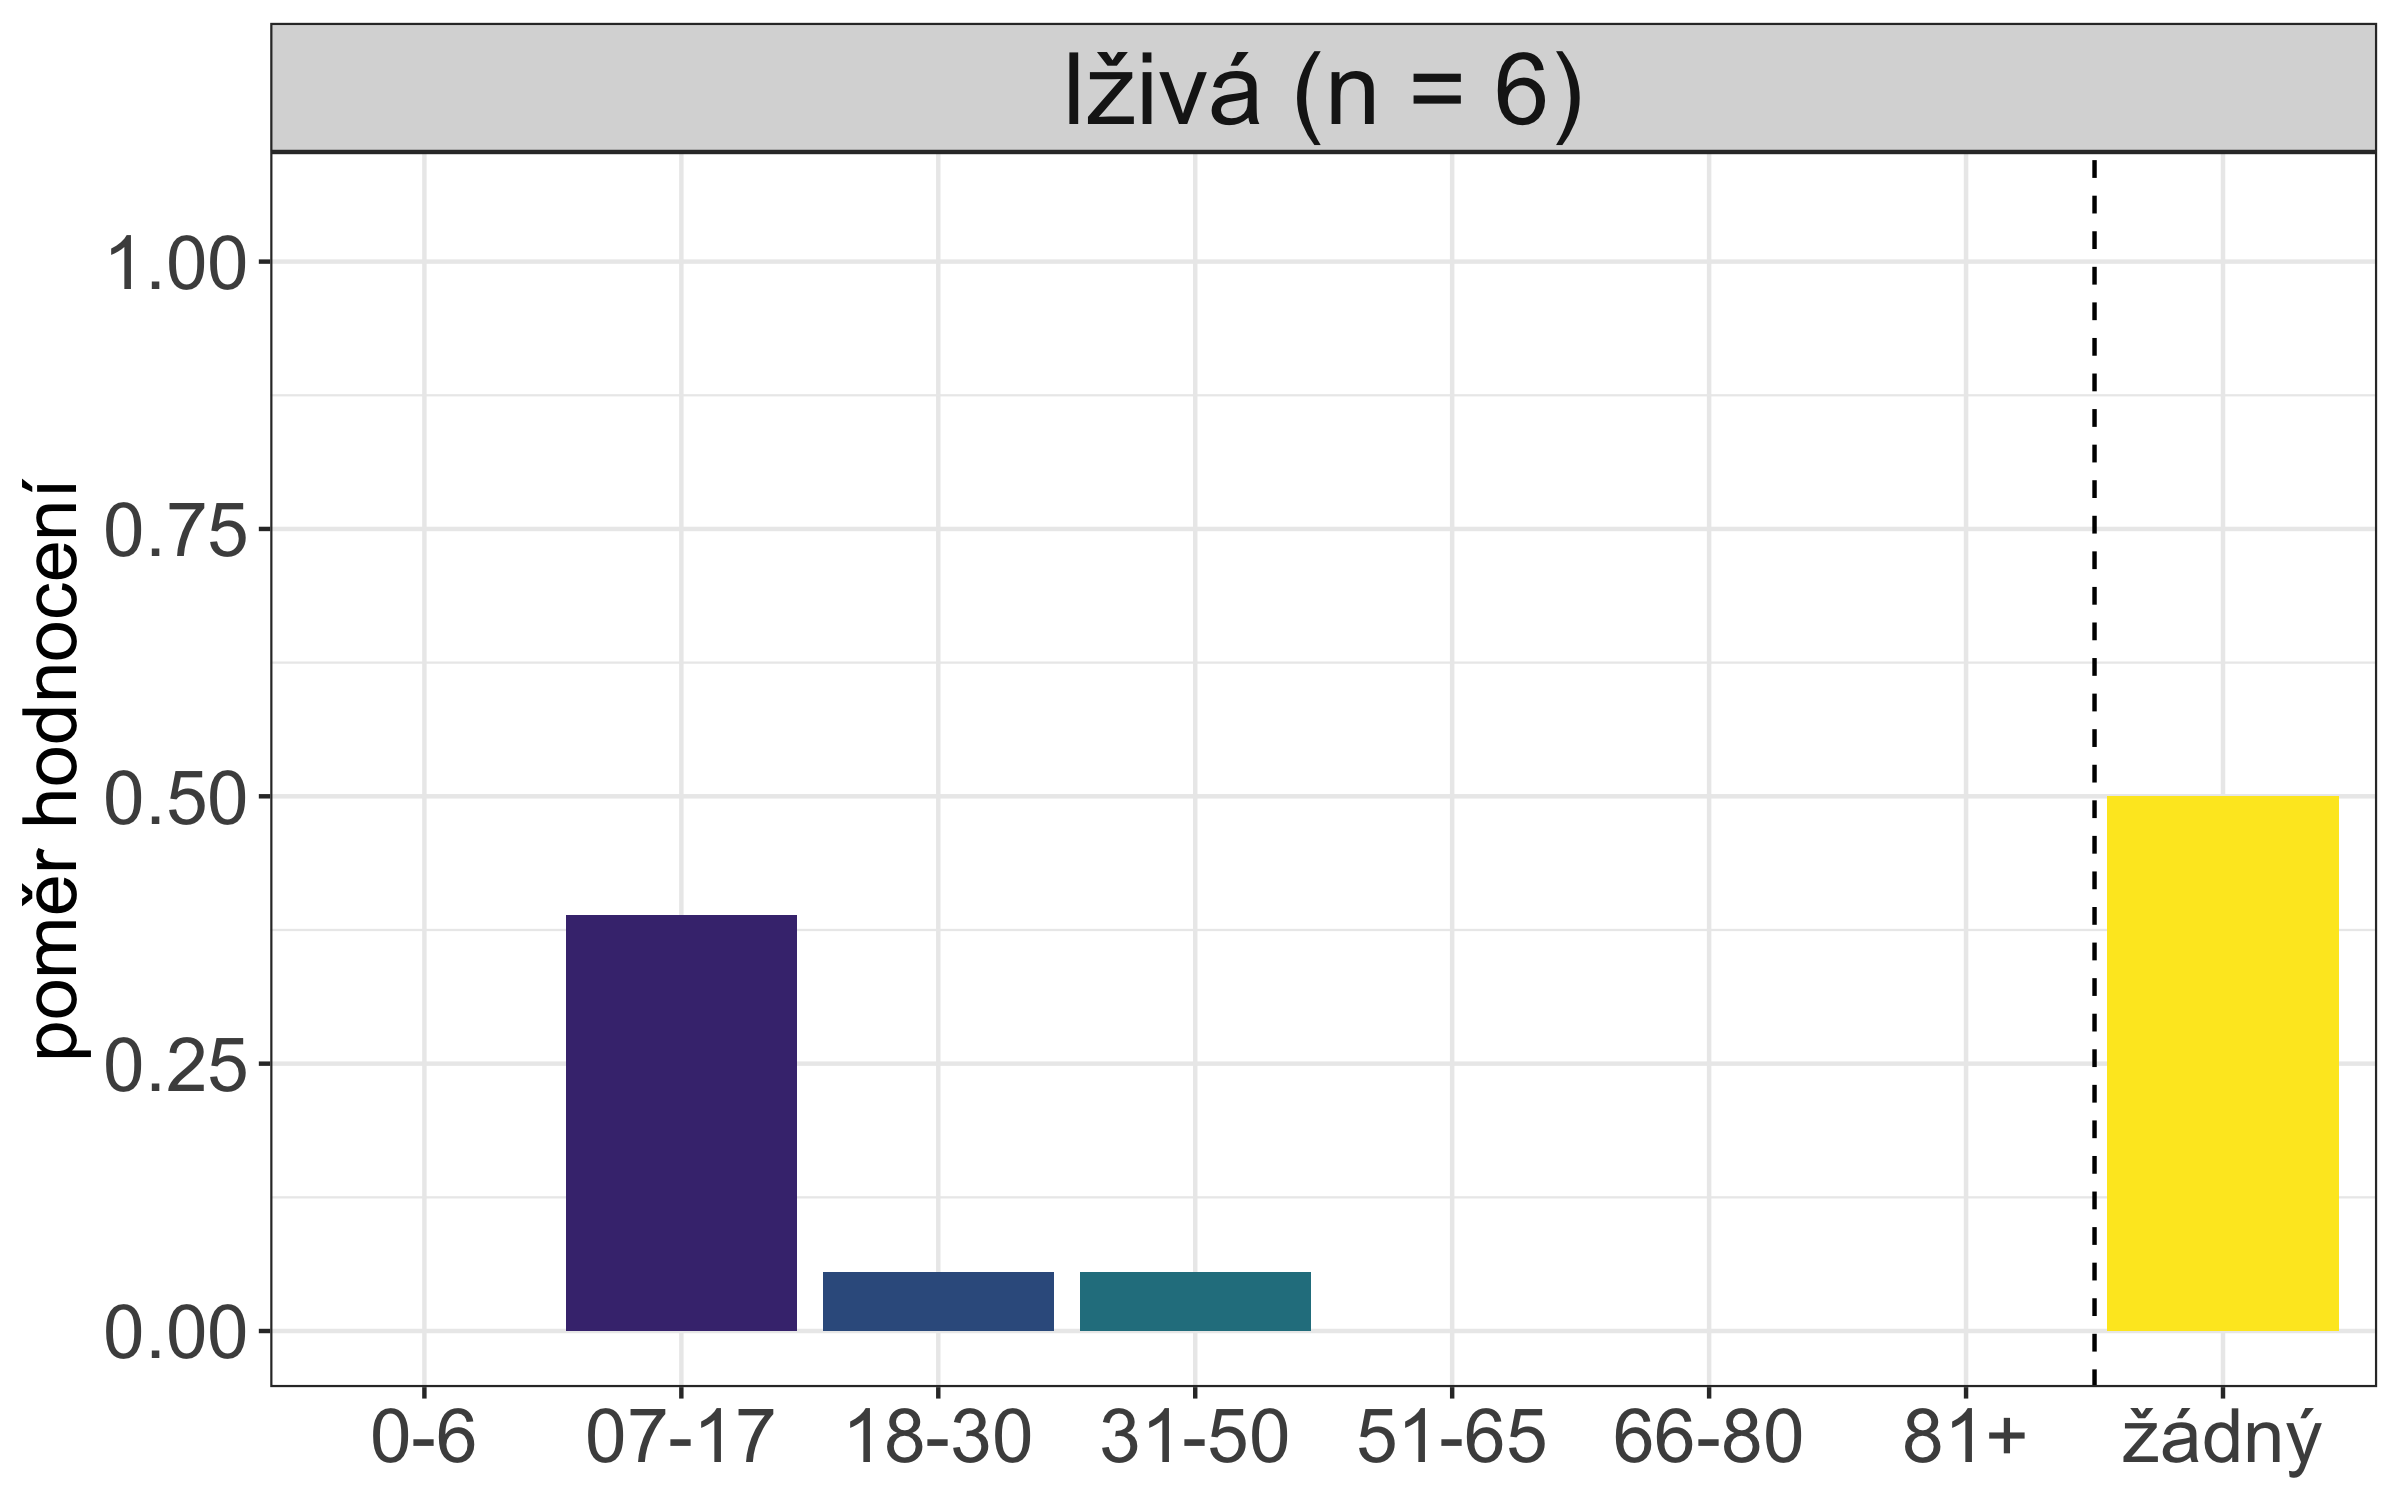 lživá (n = 6)
poměr hodnocení
1.00
0.75
0.50
0.25
0.00
0-6 07-17 18-30 31-50 51-65 66-80 81+ žádný